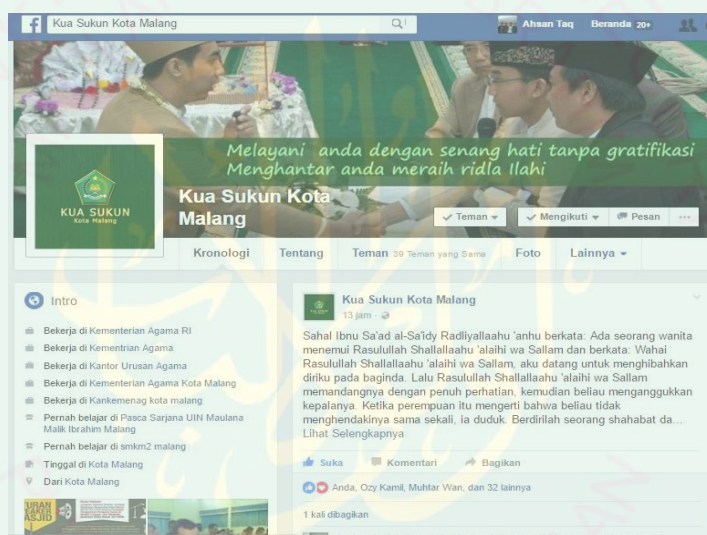 Kua Sukun Kota Malang
Ahsan Taq
Beranda 20+
Melayani anda dengan senang hati tanpa gratifikasi
Menghantar anda meraih ridla Ilahi
KUA SUKUN
Kota Malang
Kua Sukun Kota
Malang
Teman
Mengikuti
Pesan
Kronologi Tentang Teman 39 Teman yang Sama Foto Lainnya
Intro
Bekerja di Kementerian Agama RI
Bekerja di Kementrian Agama
Bekerja di Kantor Urusan Agama
Bekerja di Kementerian Agama Kota Malang
Bekerja di Kankemenag kota malang
Pernah belajar di Pasca Sarjana UIN Maulana
Malik Ibrahim Malang
Pernah belajar di smkm2 malang
Tinggal di Kota Malang
Dari Kota Malang
Kua Sukun Kota Malang
13 jam
Sahal Ibnu Sa'ad al-Sa'idy Radliyallaahu 'anhu berkata: Ada seorang wanita
menemui Rasulullah Shallallaahu 'alaihi wa Sallam dan berkata: Wahai
Rasulullah Shallallaahu 'alaihi wa Sallam, aku datang untuk menghibahkan
diriku pada baginda. Lalu Rasulullah Shallallaahu 'alaihi wa Sallam
memandangnya dengan penuh perhatian, kemudian beliau menganggukkan
kepalanya. Ketika perempuan itu mengerti bahwa beliau tidak
menghendakinya sama sekali, ia duduk. Berdirilah seorang shahabat da...
Lihat Selengkapnya
Suka Komentari Bagikan
Anda, Ozy Kamil, Muhtar Wan, dan 32 lainnya
1 kali dibagikan